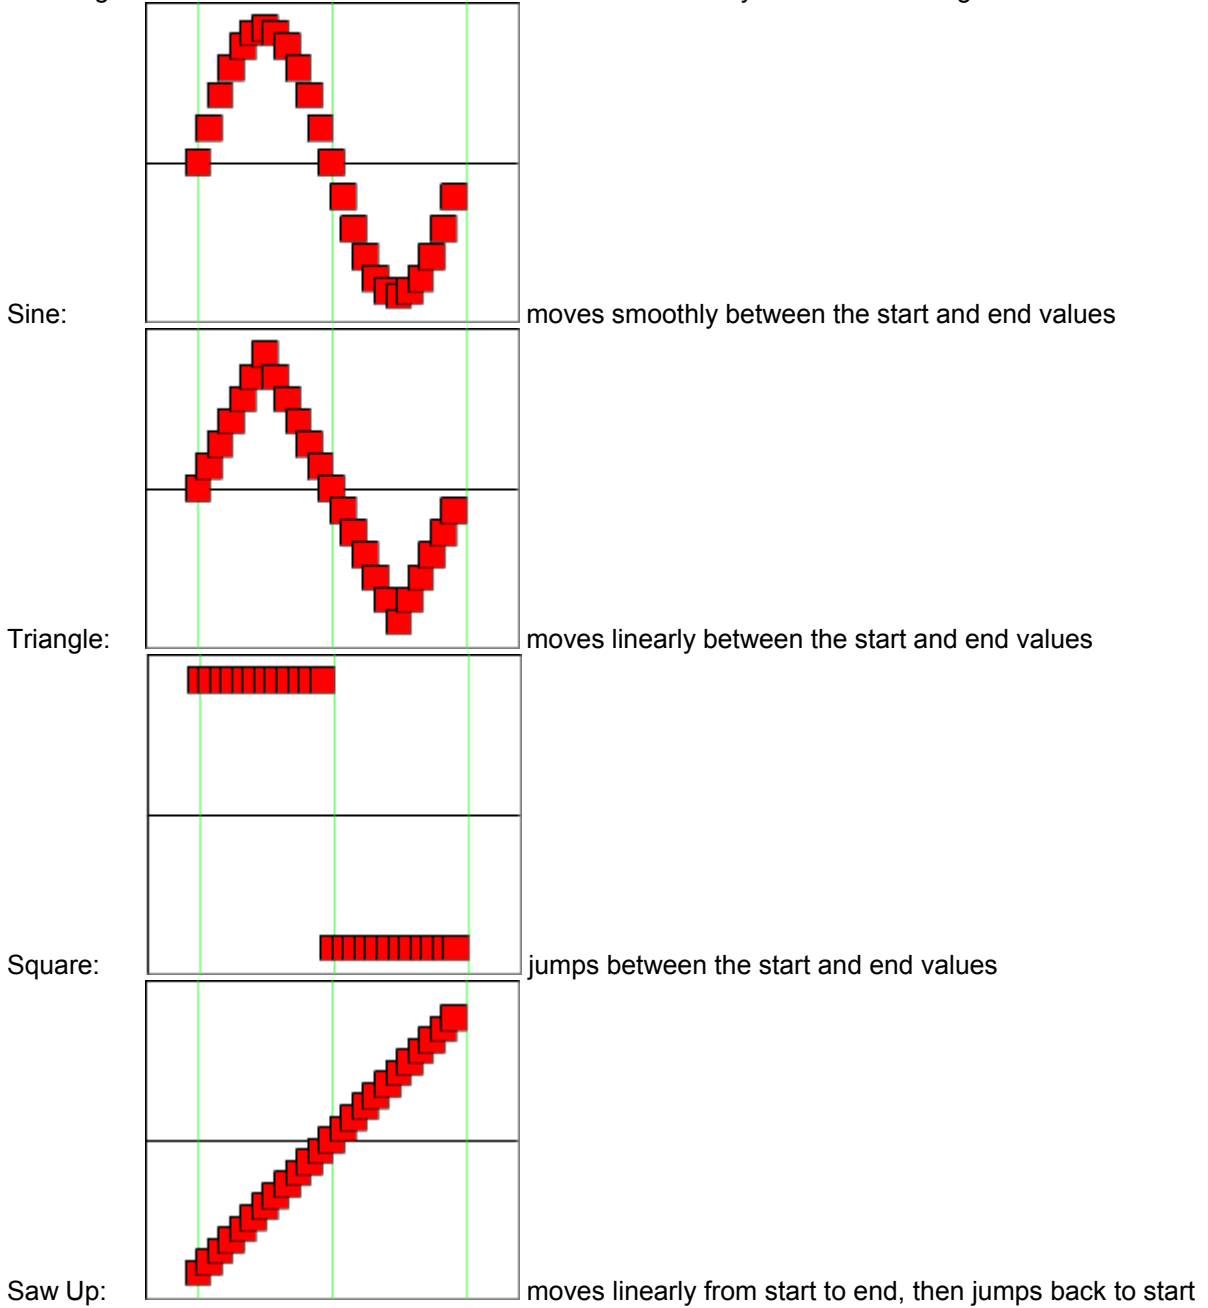 Sine: moves smoothly between the start and end values
Triangle: moves linearly between the start and end values
Square: jumps between the start and end values
Saw Up: moves linearly from start to end, then jumps back to start